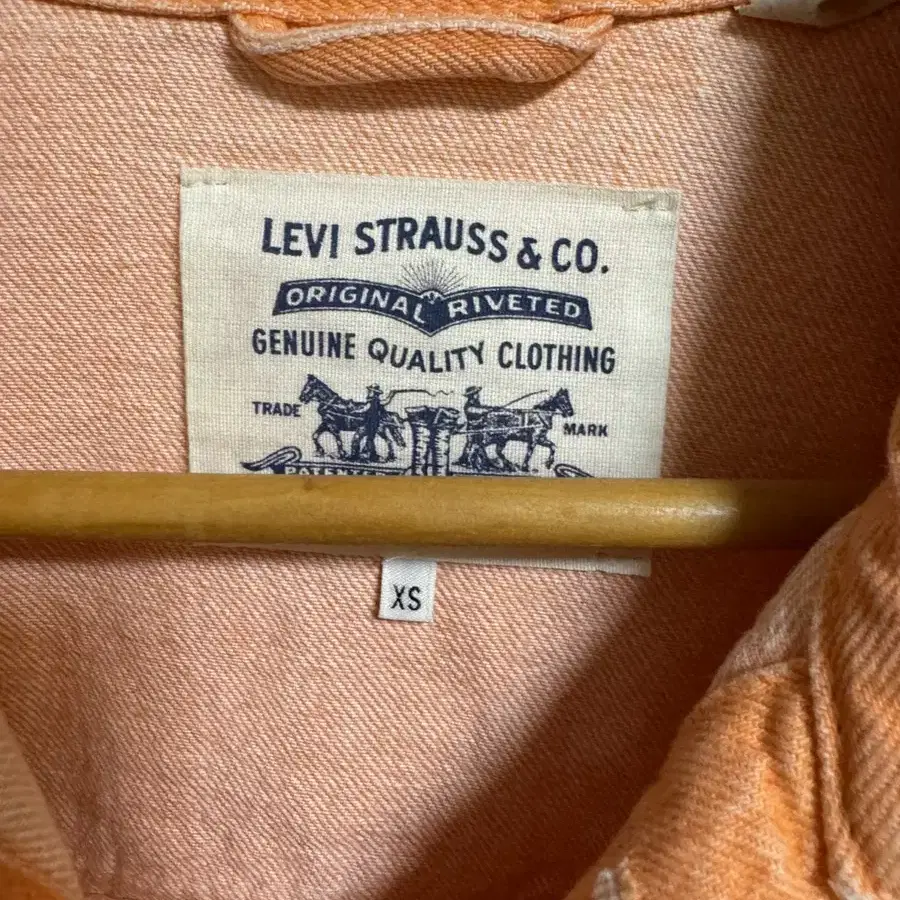 LEVI STRAUSS & CO.
ORIGINAL RIVETED
GENUINE QUALITY CLOTHING
TRADE MARK
XS